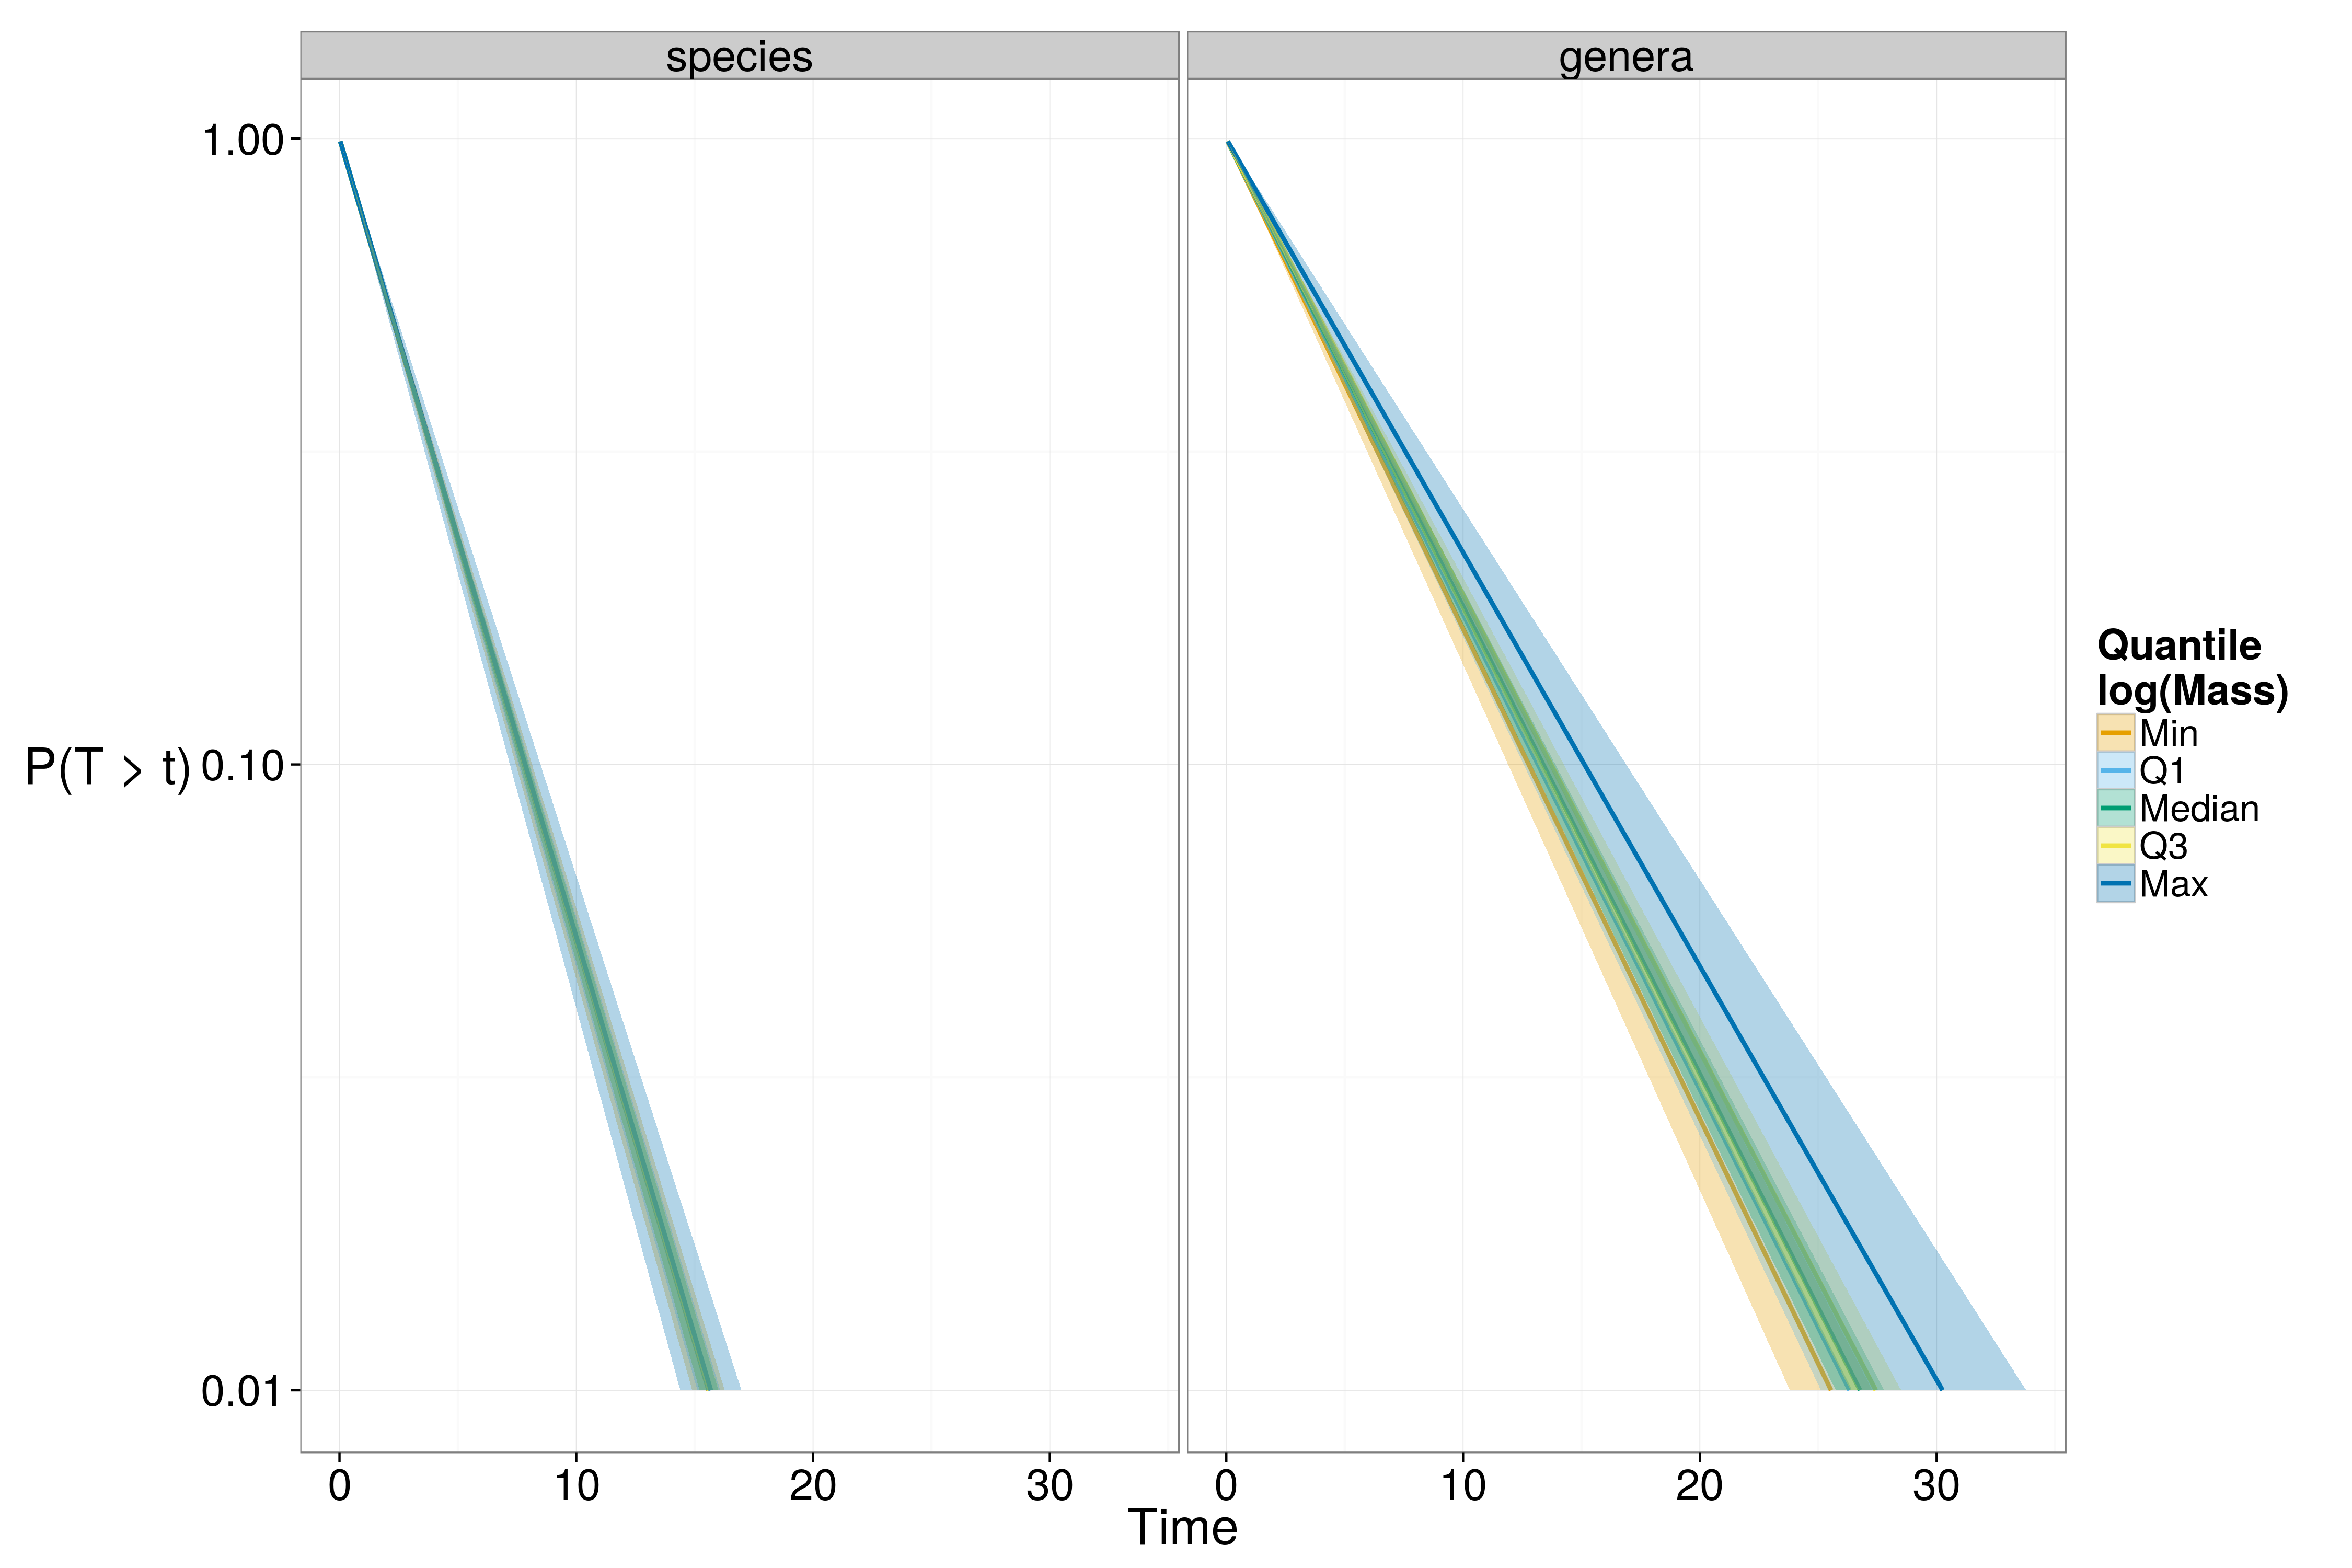 species
genera
1.00
P(T > t)
0.10
0.01
0 10 20 30
0 10 20 30
Time
Quantile
log(Mass)
Min
Q1
Median
Q3
Max